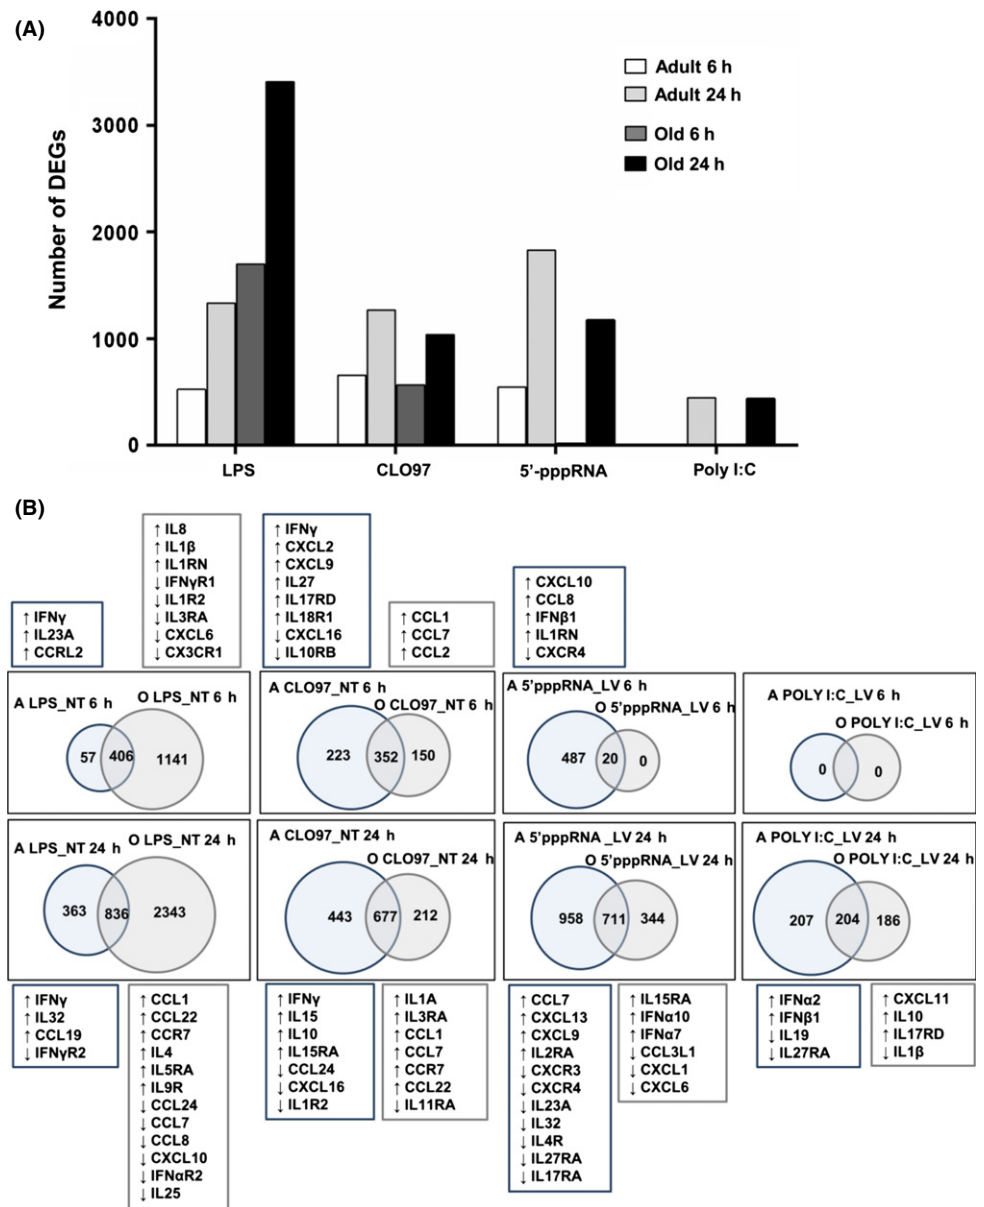 (A)
4000
3000
2000
1000
0
Number of DEGs
Adult 6 h
Adult 24 h
Old 6 h
Old 24 h
LPS
CLO97
5’-pppRNA
Poly I:C
(B)
↑ IFNγ
↑ IL23A
↑ CCRL2
↑ IL8
↑ IL1β
↑ IL1RN
↓ IFNγR1
↓ IL1R2
↓ IL3RA
↓ CXCL6
↓ CX3CR1
↑ IFNγ
↑ CXCL2
↑ CXCL9
↑ IL27
↑ IL17RD
↑ IL18R1
↓ CXCL16
↓ IL10RB
↑ CCL1
↑ CCL7
↑ CCL2
↑ CXCL10
↑ CCL8
↑ IFNβ1
↑ IL1RN
↓ CXCR4
A LPS_NT 6 h
O LPS_NT 6 h
57
406
1141
A CLO97_NT 6 h
O CLO97_NT 6 h
223
352
150
A 5’pppRNA_LV 6 h
O 5’pppRNA_LV 6 h
487
20
0
A POLY I:C_LV 6 h
O POLY I:C_LV 6 h
0
0
A LPS_NT 24 h
O LPS_NT 24 h
363
836
2343
A CLO97_NT 24 h
O CLO97_NT 24 h
443
677
212
A 5’pppRNA_LV 24 h
O 5’pppRNA_LV 24 h
958
711
344
A POLY I:C_LV 24 h
O POLY I:C_LV 24 h
207
204
186
↑ IFNγ
↑ IL32
↑ CCL19
↓ IFNγR2
↑ CCL1
↑ CCL22
↑ CCR7
↑ IL4
↑ IL5RA
↑ IL9R
↓ CCL24
↓ CCL7
↓ CCL8
↓ CXCL10
↓ IFNαR2
↓ IL25
↑ IFNγ
↑ IL15
↑ IL10
↑ IL15RA
↓ CCL24
↓ CXCL16
↓ IL1R2
↑ IL1A
↑ IL3RA
↑ CCL1
↑ CCL7
↑ CCR7
↑ CCL22
↓ IL11RA
↑ CCL7
↑ CXCL13
↑ CXCL9
↑ IL2RA
↓ CXCR3
↓ CXCR4
↓ IL23A
↓ IL32
↓ IL4R
↓ IL27RA
↓ IL17RA
↑ IL15RA
↑ IFNα10
↑ IFNα7
↓ CCL3L1
↓ CXCL1
↓ CXCL6
↑ IFNα2
↑ IFNβ1
↓ IL19
↓ IL27RA
↑ CXCL11
↑ IL10
↑ IL17RD
↓ IL1β